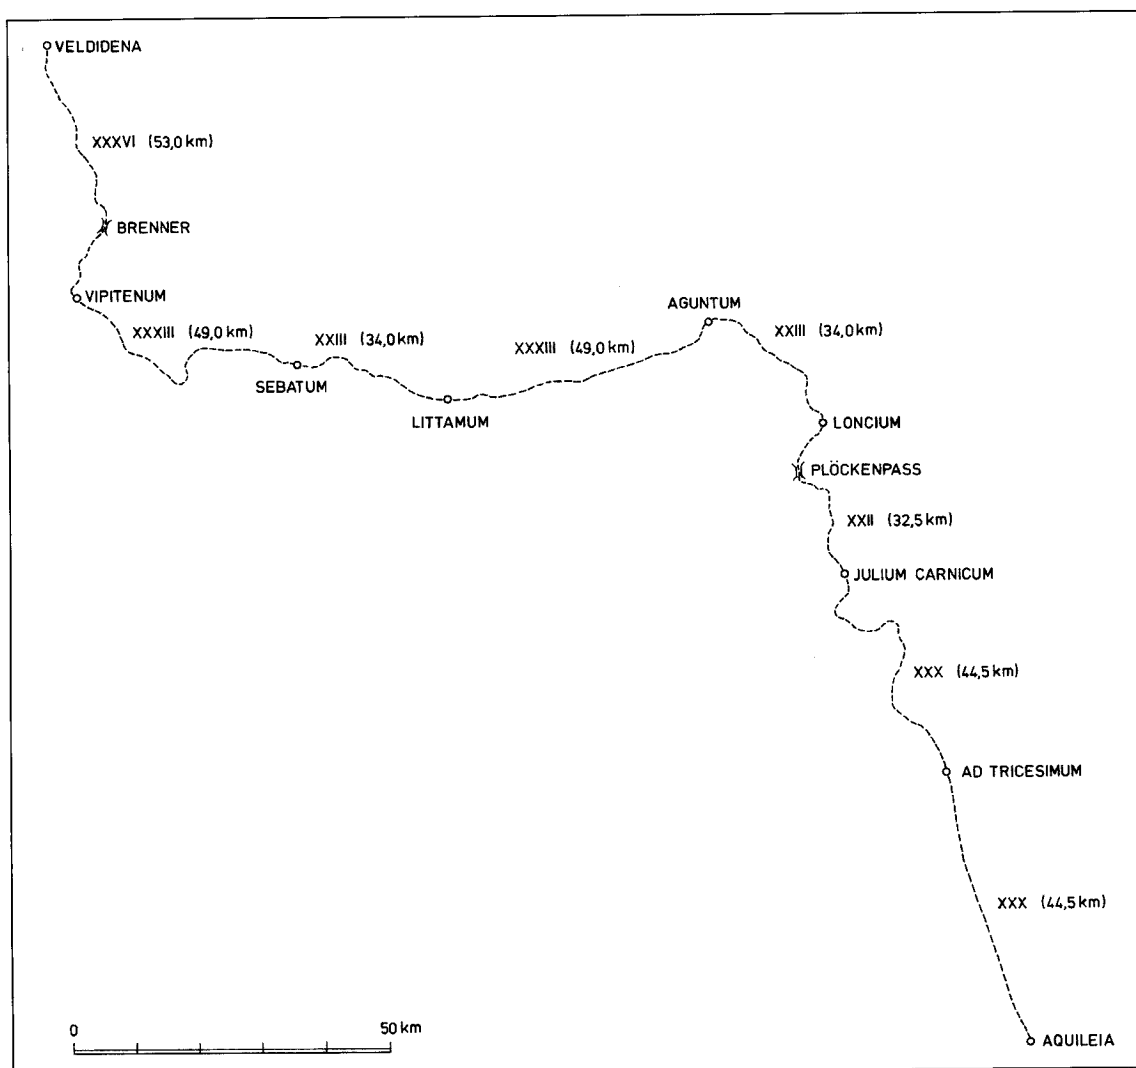 VELDIDENA
XXXVI (53,0 km)
BRENNER
VIPITENUM
XXXIII (49,0 km)
SEBATUM
XXIII (34,0 km)
LITTAMUM
XXXIII (49,0 km)
AGUNTUM
XXIII (34,0 km)
LONCIUM
PLÖCKENPASS
XXII (32,5 km)
JULIUM CARNICUM
XXX (44,5 km)
AD TRICESIMUM
XXX (44,5 km)
AQUILEIA
0 50 km